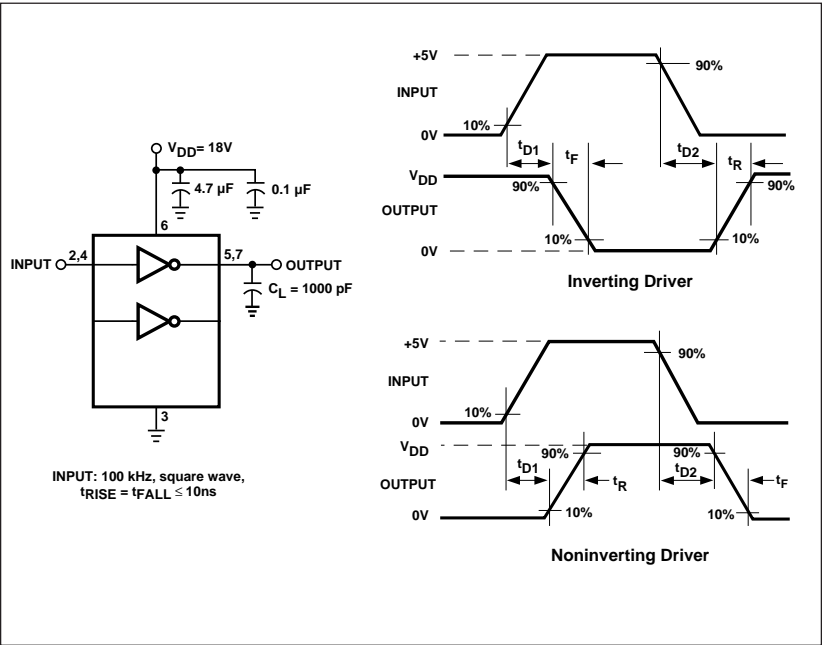 VDD= 18V
4.7 µF
0.1 µF
6
INPUT
2,4
5,7
OUTPUT
CL = 1000 pF
3
INPUT: 100 kHz, square wave,
tRISE = tFALL ≤ 10ns
+5V
INPUT
90%
10%
0V
tD1
tF
tD2
tR
VDD
90%
90%
OUTPUT
10%
10%
0V
Inverting Driver
+5V
90%
INPUT
10%
0V
VDD
90%
90%
tD1
tR
tD2
tF
OUTPUT
10%
10%
0V
Noninverting Driver